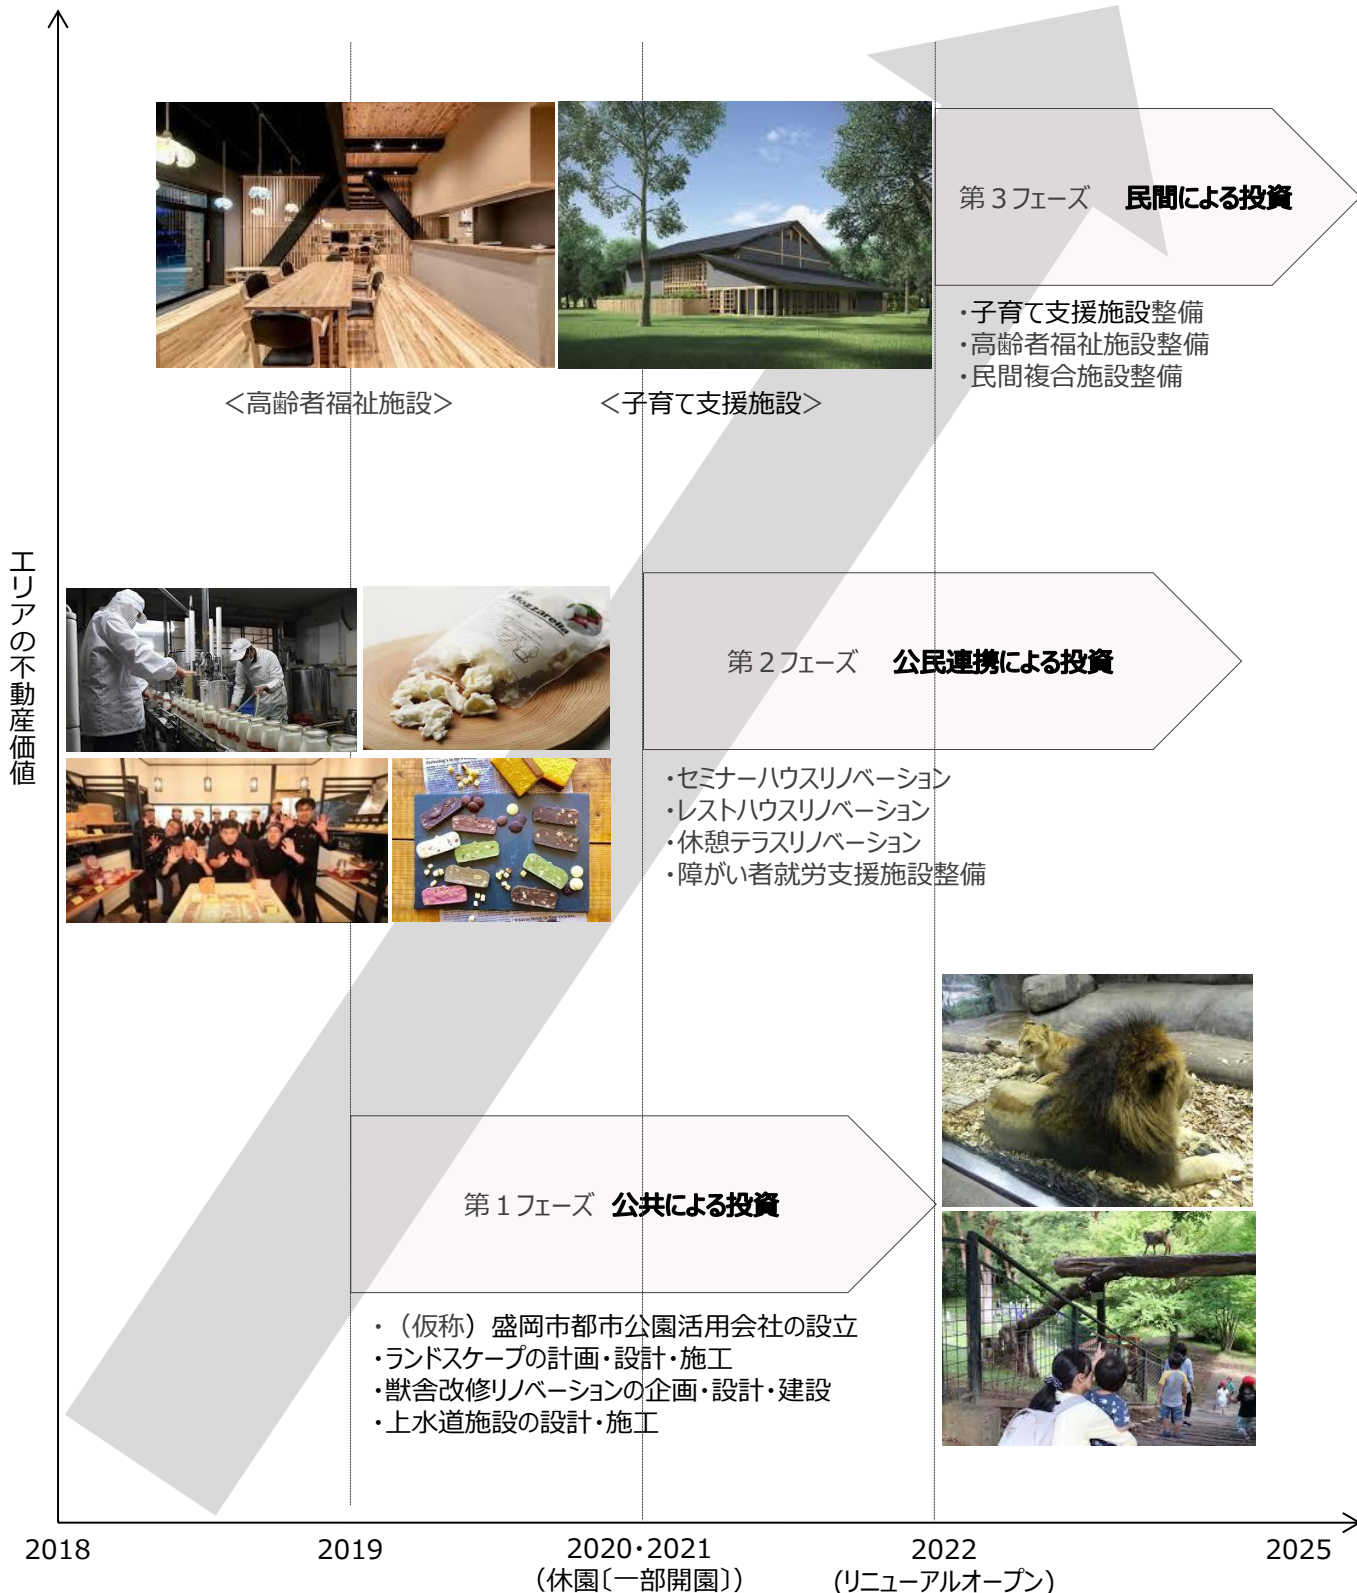 第３フェーズ　民間による投資
・子育て支援施設整備
・高齢者福祉施設整備
・民間複合施設整備
＜高齢者福祉施設＞
＜子育て支援施設＞
エリアの不動産価値
Mozzarella
第２フェーズ　公民連携による投資
・セミナーハウスリノベーション
・レストハウスリノベーション
・休憩テラスリノベーション
・障がい者就労支援施設整備
第１フェーズ　公共による投資
・（仮称）盛岡市都市公園活用会社の設立
・ランドスケープの計画・設計・施工
・獣舎改修リノベーションの企画・設計・建設
・上水道施設の設計・施工
2018
2019
2020・2021
（休園〔一部開園〕）
2022
(リニューアルオープン)
2025